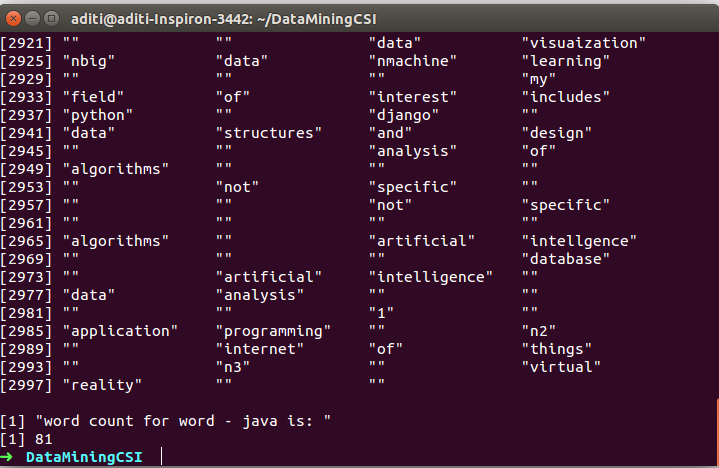 aditi@aditi-Inspiron-3442: ~/DataMiningCSI
[2921] "" "" "data" "visuaization"
[2925] "nbig" "data" "nmachine" "learning"
[2929] "" "" "" "my"
[2933] "field" "of" "interest" "includes"
[2937] "python" "" "django" ""
[2941] "data" "structures" "and" "design"
[2945] "" "" "analysis" "of"
[2949] "algorithms" "" "" ""
[2953] "" "not" "specific" ""
[2957] "" "" "not" "specific"
[2961] "" "" "" ""
[2965] "algorithms" "" "artificial" "intellgence"
[2969] "" "" "" "database"
[2973] "" "artificial" "intelligence" ""
[2977] "data" "analysis" "" ""
[2981] "" "" "1" ""
[2985] "application" "programming" "" "n2"
[2989] "" "internet" "of" "things"
[2993] "" "n3" "" "virtual"
[2997] "reality" "" ""
[1] "word count for word - java is: "
[1] 81
➜ DataMiningCSI